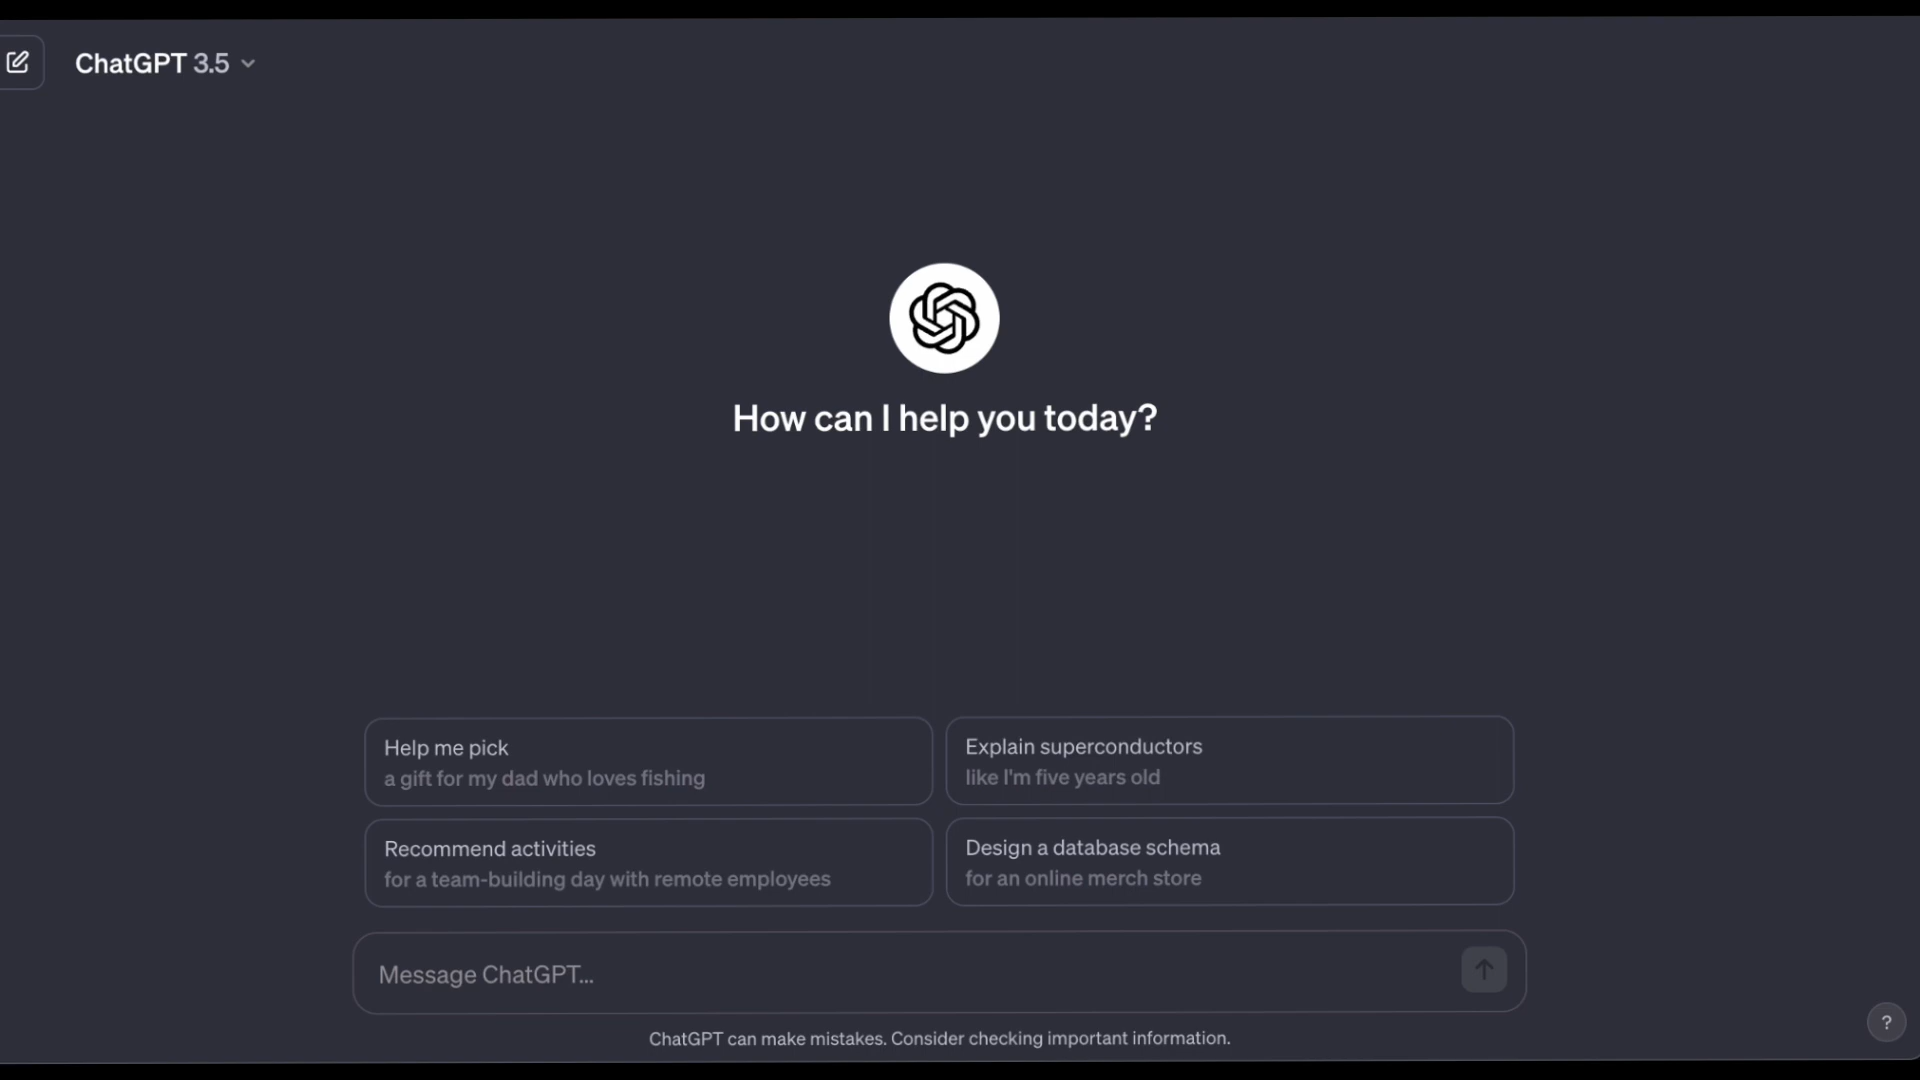 ChatGPT 3.5
How can I help you today?
Help me pick
a gift for my dad who loves fishing
Explain superconductors
like I'm five years old
Recommend activities
for a team-building day with remote employees
Design a database schema
for an online merch store
Message ChatGPT...
ChatGPT can make mistakes. Consider checking important information.
?